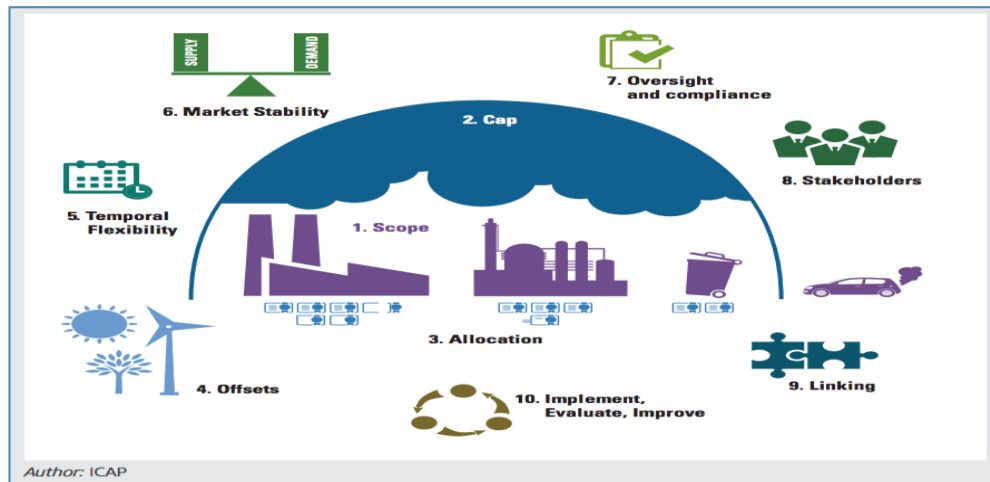 SUPPLY
DEMAND
6. Market Stability
7. Oversight
and compliance
2. Cap
8. Stakeholders
5. Temporal
Flexibility
1. Scope
3. Allocation
4. Offsets
9. Linking
10. Implement,
Evaluate, Improve
Author: ICAP